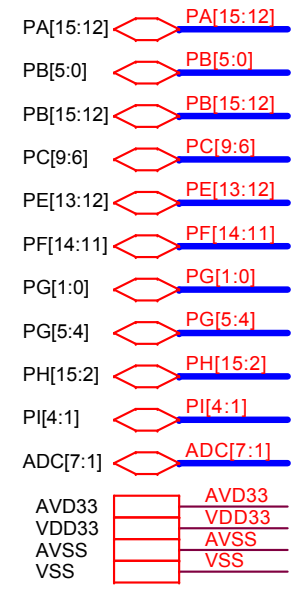 PA[15:12] PA[15:12]
PB[5:0] PB[5:0]
PB[15:12] PB[15:12]
PC[9:6] PC[9:6]
PE[13:12] PE[13:12]
PF[14:11] PF[14:11]
PG[1:0] PG[1:0]
PG[5:4] PG[5:4]
PH[15:2] PH[15:2]
PI[4:1] PI[4:1]
ADC[7:1] ADC[7:1]
AVD33 AVD33
VDD33 VDD33
AVSS AVSS
VSS VSS